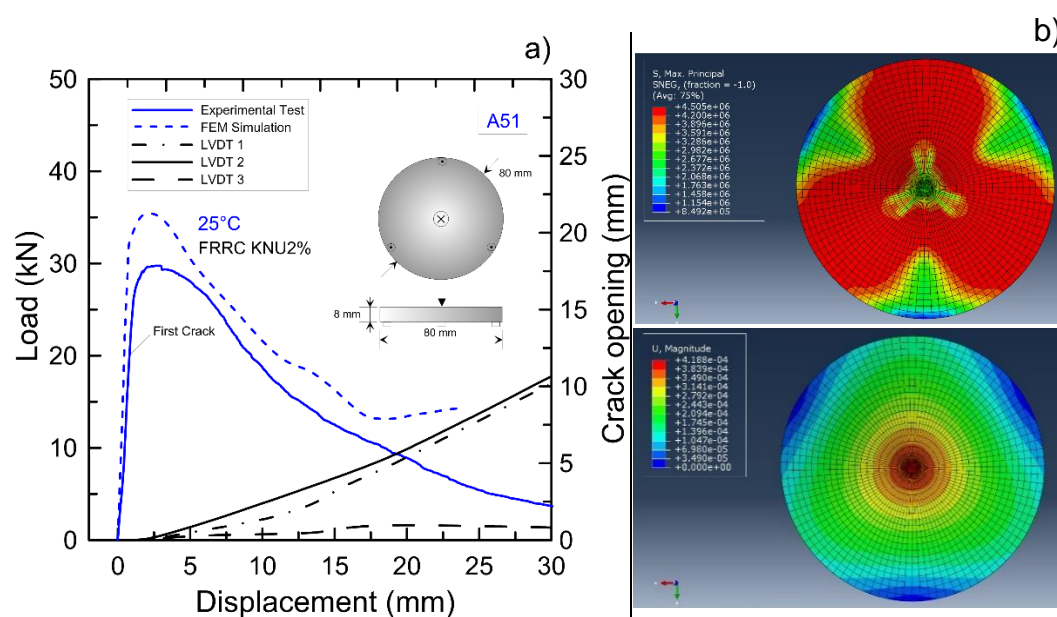 a)
50
40
30
20
10
0
Load (kN)
Experimental Test
FEM Simulation
LVDT 1
LVDT 2
LVDT 3
A51
80 mm
25°C
FRRC KNU2%
8 mm
80 mm
First Crack
0
5
10
15
20
25
30
Displacement (mm)
30
25
20
15
10
5
0
Crack opening (mm)
b)
S, Max. Principal
SNEG, (fraction = -1.0)
(Avg: 75%)
+4.505e+06
+4.200e+06
+3.896e+06
+3.591e+06
+3.286e+06
+2.982e+06
+2.677e+06
+2.372e+06
+2.068e+06
+1.763e+06
+1.458e+06
+1.154e+06
+8.492e+05
U, Magnitude
+4.188e-04
+3.839e-04
+3.490e-04
+3.141e-04
+2.792e-04
+2.443e-04
+2.094e-04
+1.745e-04
+1.396e-04
+1.047e-04
+6.980e-05
+3.490e-05
+0.000e+00